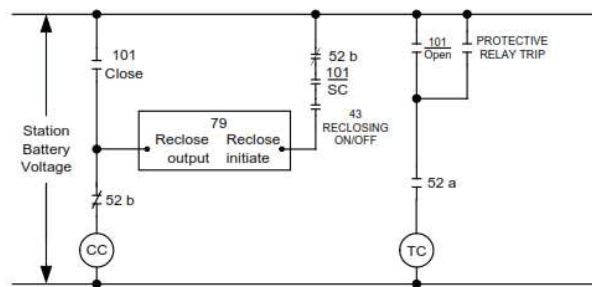 101
Close
52 b
101
SC
43
RECLOSING
ON/OFF
101
Open
PROTECTIVE
RELAY TRIP
79
Reclose
output
Reclose
initiate
Station
Battery
Voltage
52 b
52 a
CC
TC